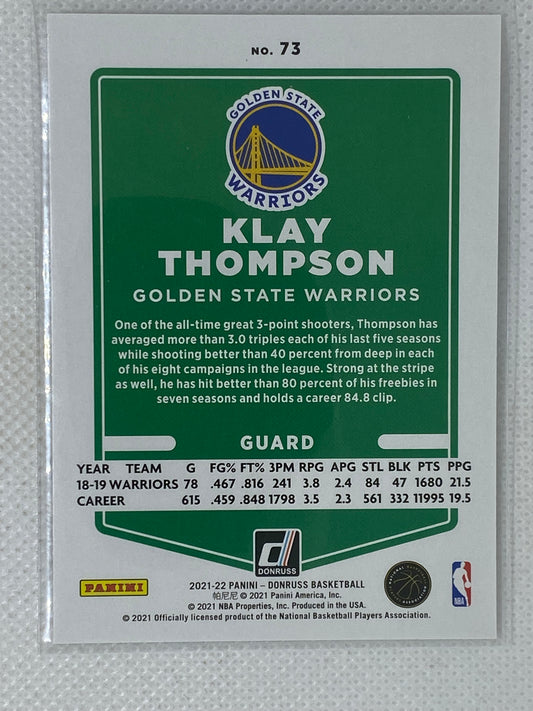 NO. 73
GOLDEN STATE
WARRIORS
KLAY
THOMPSON
GOLDEN STATE WARRIORS
One of the all-time great 3-point shooters, Thompson has
averaged more than 3.0 triples each of his last five seasons
while shooting better than 40 percent from deep in each
of his eight campaigns in the league. Strong at the stripe
as well, he has hit better than 80 percent of his freebies in
seven seasons and holds a career 84.8 clip.
GUARD
YEAR TEAM G FG% FT% 3PM RPG APG STL BLK PTS PPG
18-19 WARRIORS 78 .467 .816 241 3.8 2.4 84 47 1680 21.5
CAREER 615 .459 .848 1798 3.5 2.3 561 332 11995 19.5
DONRUSS
2021-22 PANINI – DONRUSS BASKETBALL
PANINI
帕尼尼 © 2021 Panini America, Inc.
© 2021 NBA Properties, Inc. Produced in the USA.
© 2021 Officially licensed product of the National Basketball Players Association.
NATIONAL BASKETBALL PLAYERS ASSOCIATION
NBA